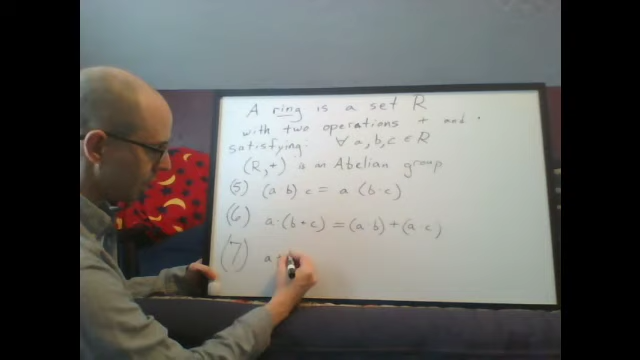 A ring is a set R
with two operations + and ·
satisfying: ∀ a, b, c ∈ R
(R, +) is an Abelian group
(5) (a b) c = a (b · c)
(6) a · (b + c) = (a b) + (a · c)
(7) a +